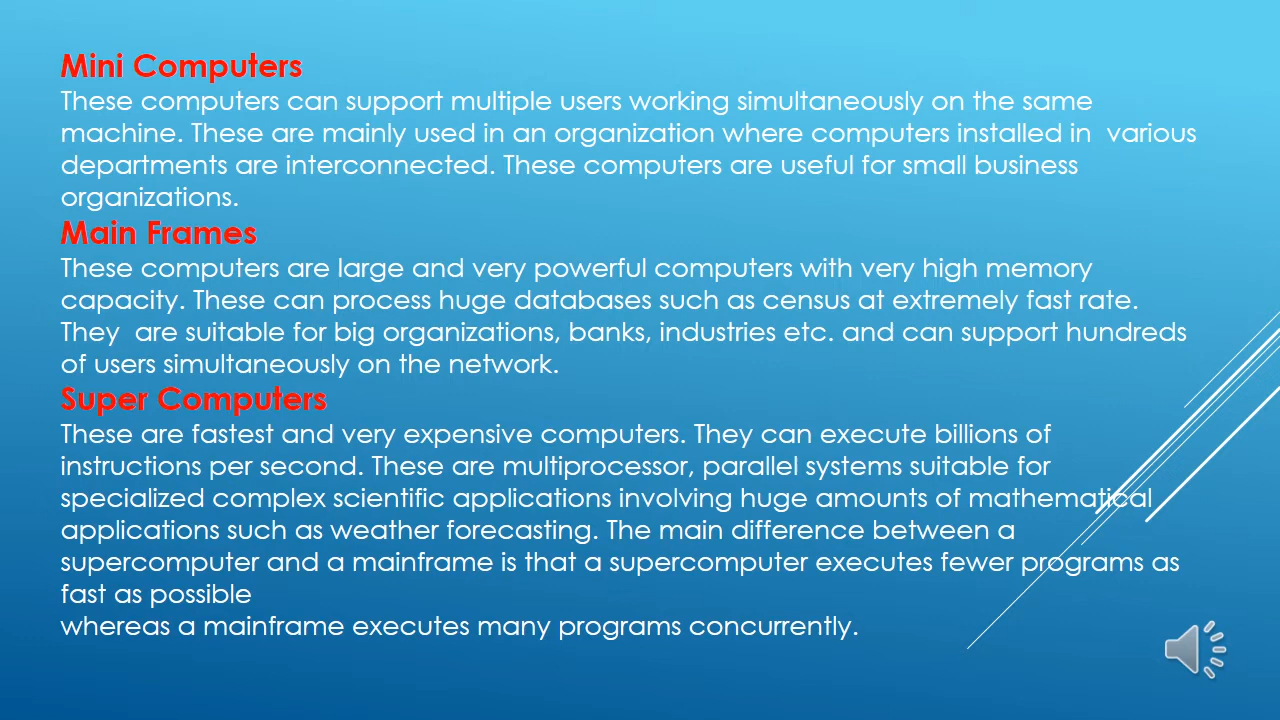 Mini Computers
These computers can support multiple users working simultaneously on the same
machine. These are mainly used in an organization where computers installed in  various
departments are interconnected. These computers are useful for small business
organizations.
Main Frames
These computers are large and very powerful computers with very high memory
capacity. These can process huge databases such as census at extremely fast rate.
They  are suitable for big organizations, banks, industries etc. and can support hundreds
of users simultaneously on the network.
Super Computers
These are fastest and very expensive computers. They can execute billions of
instructions per second. These are multiprocessor, parallel systems suitable for
specialized complex scientific applications involving huge amounts of mathematical
applications such as weather forecasting. The main difference between a
supercomputer and a mainframe is that a supercomputer executes fewer programs as
fast as possible
whereas a mainframe executes many programs concurrently.